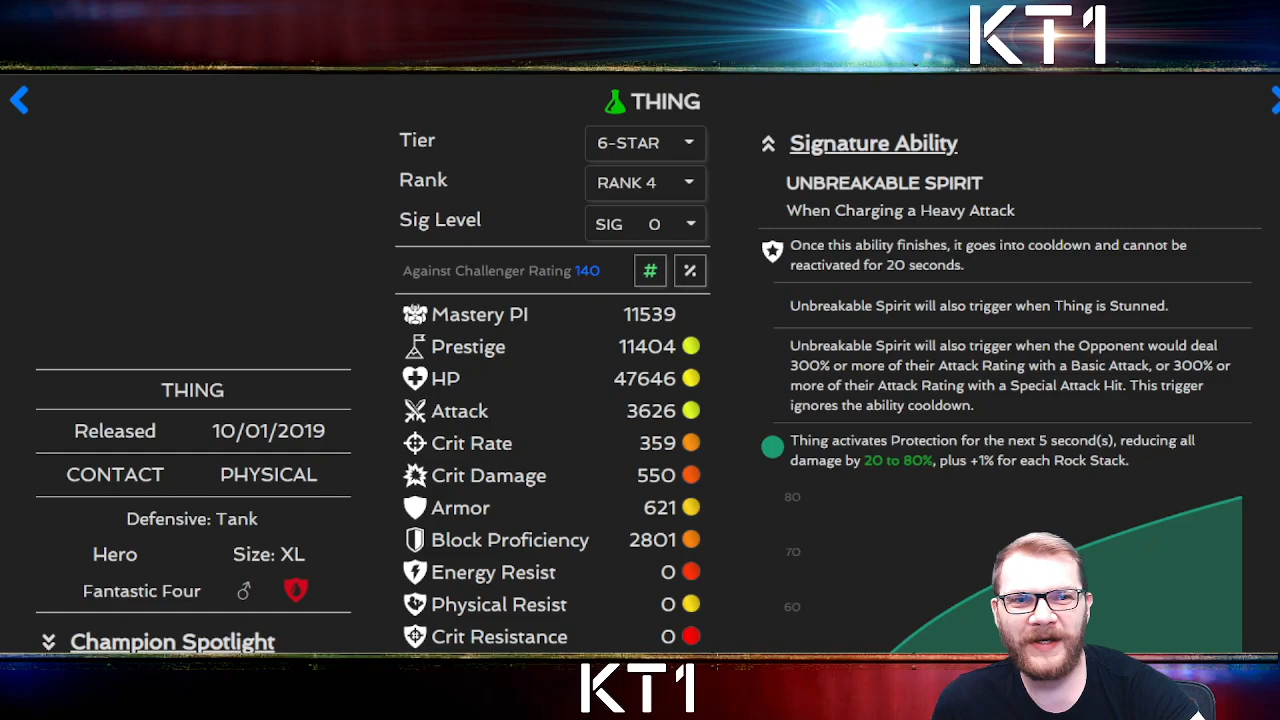 KT1
THING
Tier 6-STAR
Rank RANK 4
Sig Level SIG 0
Against Challenger Rating 140 # %
Mastery PI 11539
Prestige 11404
HP 47646
Attack 3626
Crit Rate 359
Crit Damage 550
Armor 621
Block Proficiency 2801
Energy Resist 0
Physical Resist 0
Crit Resistance 0
THING
Released 10/01/2019
CONTACT PHYSICAL
Defensive: Tank
Hero Size: XL
Fantastic Four ♂
Champion Spotlight
Signature Ability
UNBREAKABLE SPIRIT
When Charging a Heavy Attack
Once this ability finishes, it goes into cooldown and cannot be
reactivated for 20 seconds.
Unbreakable Spirit will also trigger when Thing is Stunned.
Unbreakable Spirit will also trigger when the Opponent would deal
300% or more of their Attack Rating with a Basic Attack, or 300% or
more of their Attack Rating with a Special Attack Hit. This trigger
ignores the ability cooldown.
Thing activates Protection for the next 5 second(s), reducing all
damage by 20 to 80%, plus +1% for each Rock Stack.
80
70
60
KT1